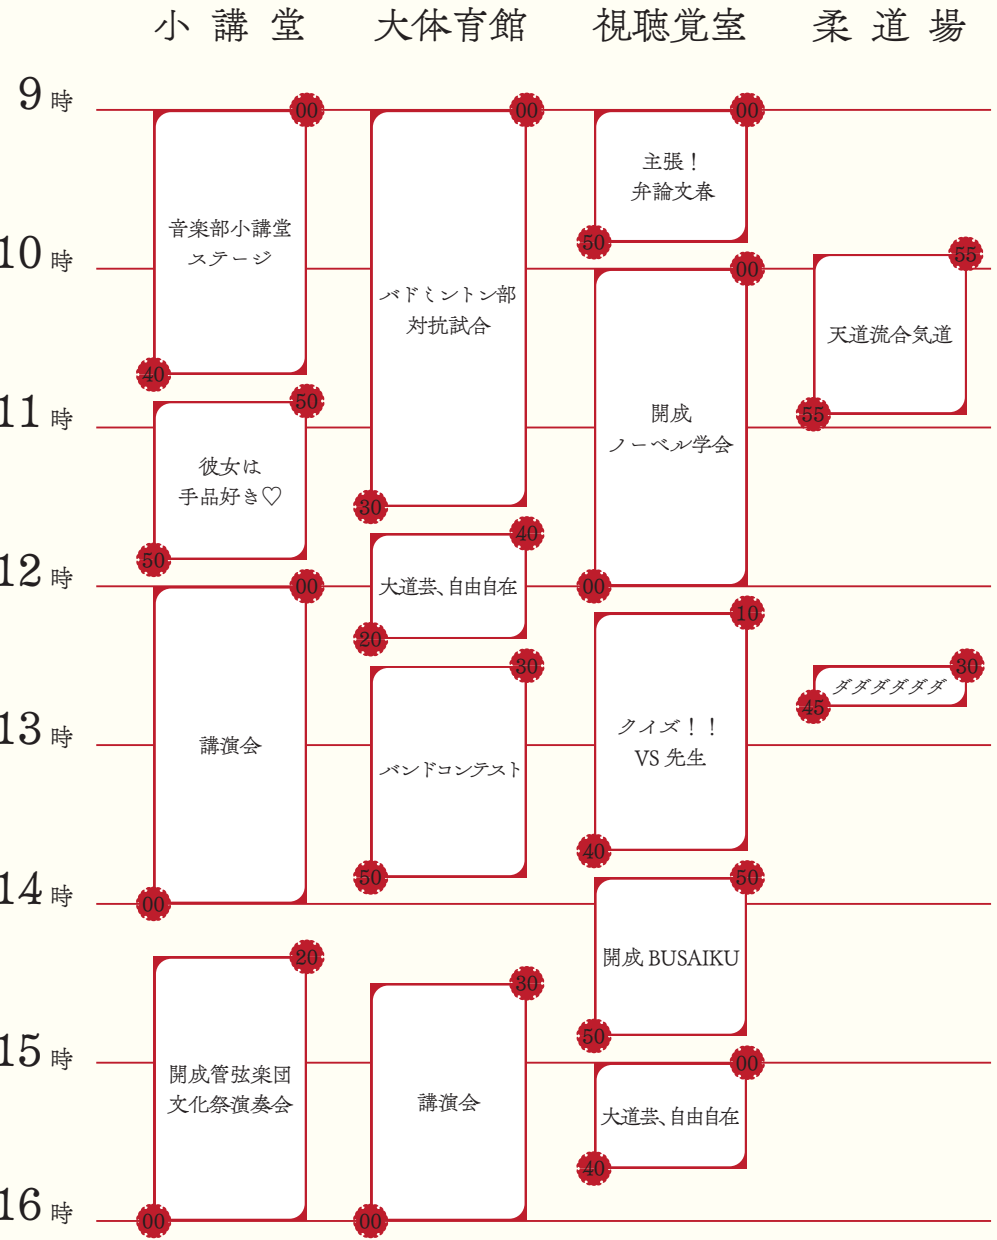 小講堂 大体育館 視聴覚室 柔道場
9時
00 00 00
主張！
弁論文春
音楽部小講堂
ステージ
50
55
10時
00
バドミントン部
対抗試合
天道流合気道
40
50
開成
ノーベル学会
55
11時
彼女は
手品好き♡
30
40
50
12時
00 00
大道芸、自由自在
10
20
30 30
ダダダダダダ
45
クイズ！！
VS 先生
13時
講演会
バンドコンテスト
40
50 50
14時
00
20
開成 BUSAIKU
30
50
15時
00
開成管弦楽団
文化祭演奏会
講演会
大道芸、自由自在
40
16時
00 00